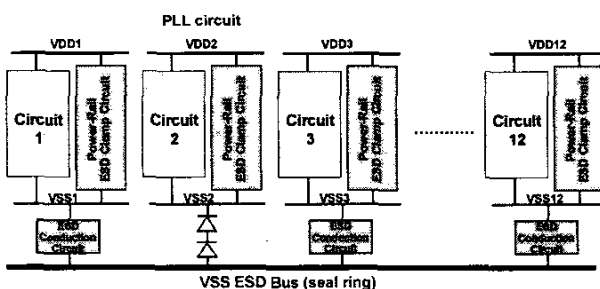 PLL circuit
VDD1 VDD2 VDD3 VDD12
Circuit
1
Power-Rail
ESD Clamp Circuit
Circuit
2
Power-Rail
ESD Clamp Circuit
Circuit
3
Power-Rail
ESD Clamp Circuit
Circuit
12
Power-Rail
ESD Clamp Circuit
VSS1 VSS2 VSS3 VSS12
ESD
Conduction
Circuit
ESD
Conduction
Circuit
ESD
Conduction
Circuit
VSS ESD Bus (seal ring)